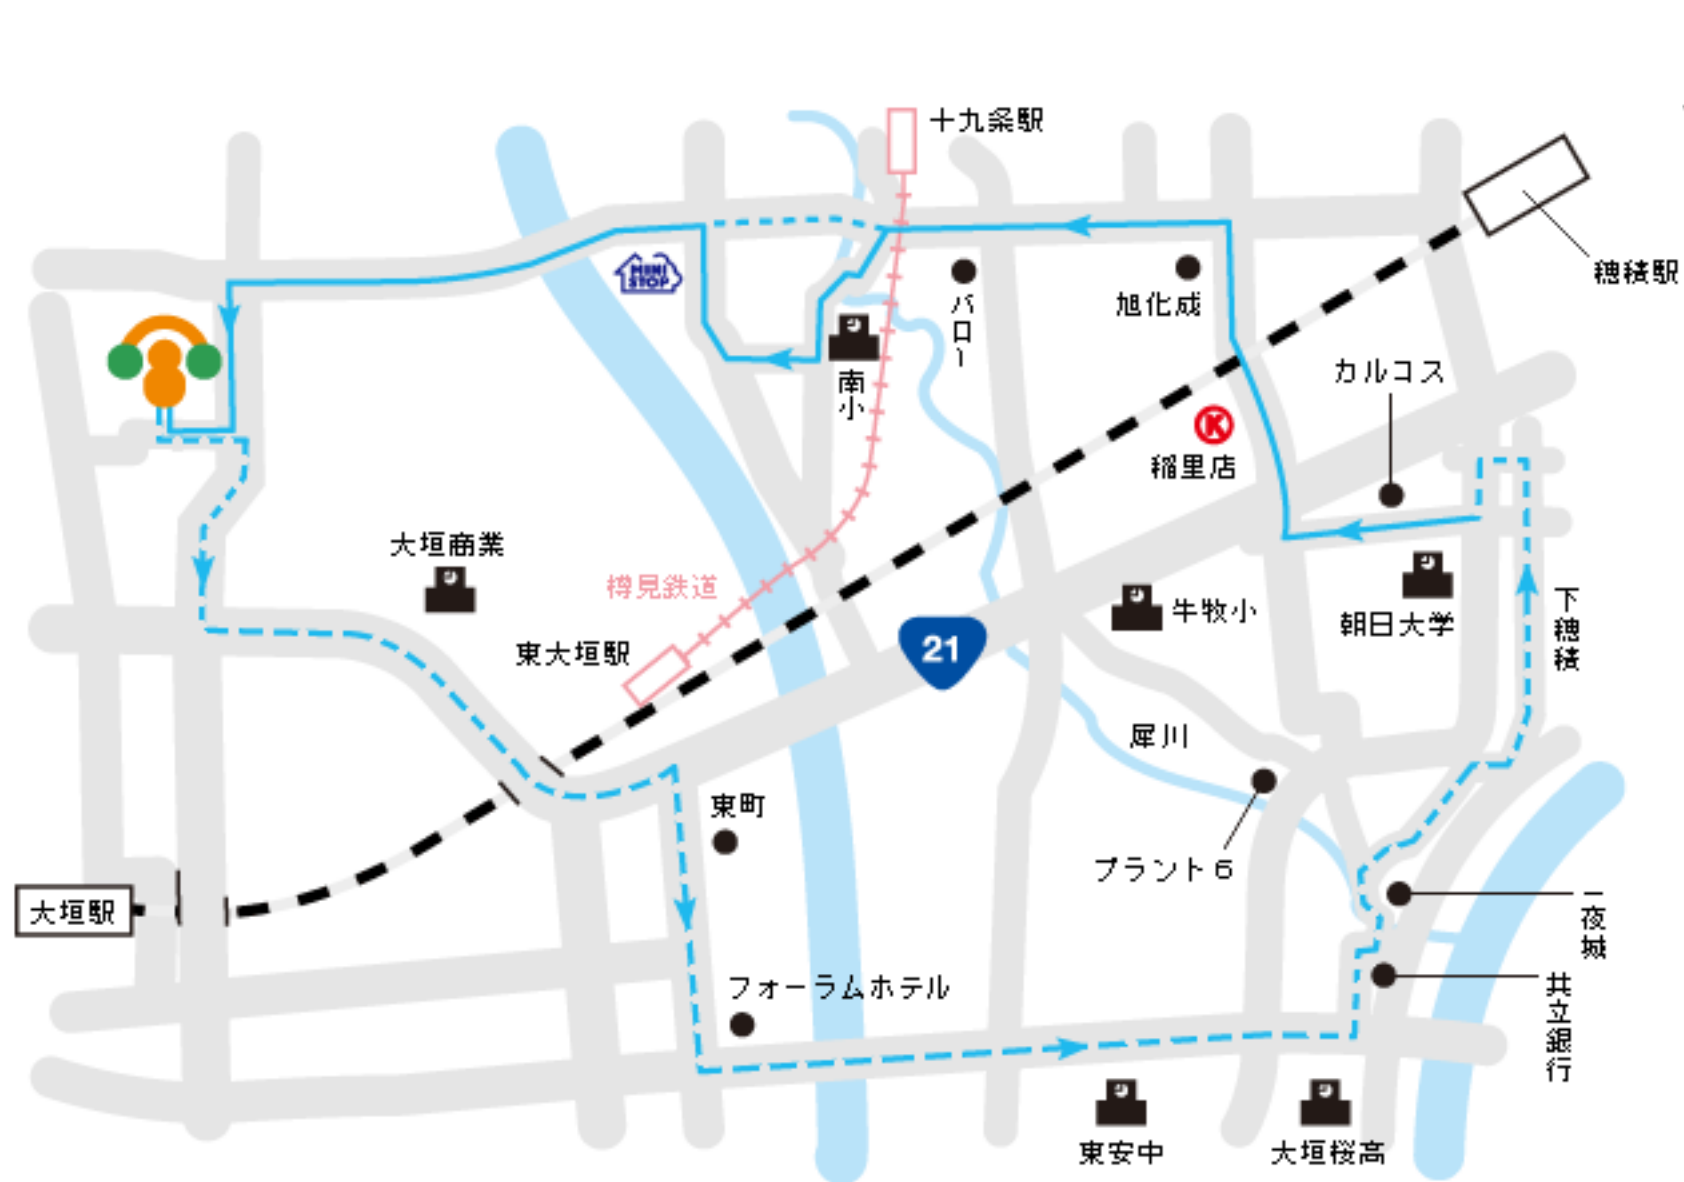 十九条駅
穂積駅
MINI
STOP
バロー
旭化成
カルコス
南小
稲里店
K
大垣商業
樽見鉄道
東大垣駅
21
牛牧小
朝日大学
下穂積
犀川
東町
プラント6
大垣駅
一夜城
フォーラムホテル
共立銀行
東安中
大垣桜高